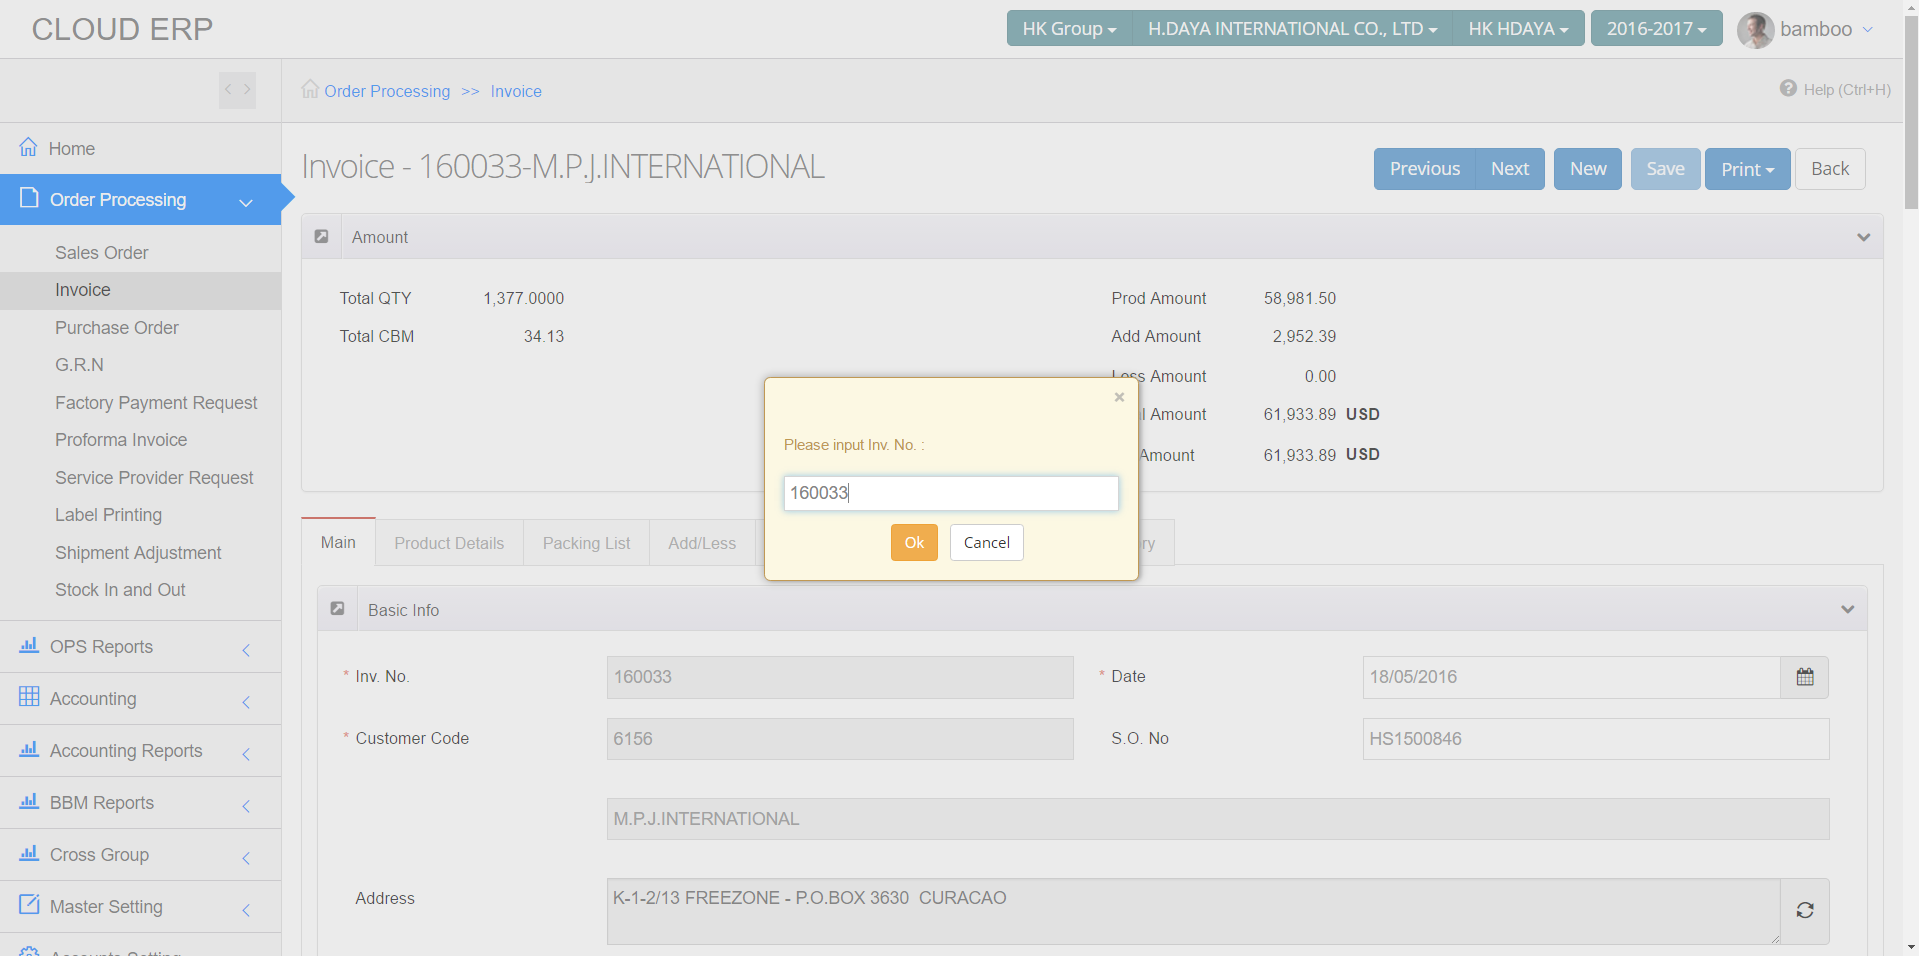 CLOUD ERP
HK Group
H.DAYA INTERNATIONAL CO., LTD
HK HDAYA
2016-2017
bamboo
Order Processing >> Invoice
Help (Ctrl+H)
Home
Order Processing
Sales Order
Invoice
Purchase Order
G.R.N
Factory Payment Request
Proforma Invoice
Service Provider Request
Label Printing
Shipment Adjustment
Stock In and Out
OPS Reports
Accounting
Accounting Reports
BBM Reports
Cross Group
Master Setting
Accounts Setting
Invoice - 160033-M.P.J.INTERNATIONAL
Previous
Next
New
Save
Print
Back
Amount
Total QTY 1,377.0000
Total CBM 34.13
Prod Amount 58,981.50
Add Amount 2,952.39
Less Amount 0.00
l Amount 61,933.89 USD
Amount 61,933.89 USD
Please input Inv. No. :
160033
Ok
Cancel
Main
Product Details
Packing List
Add/Less
ry
Basic Info
* Inv. No. 160033
* Date 18/05/2016
* Customer Code 6156
S.O. No HS1500846
M.P.J.INTERNATIONAL
Address K-1-2/13 FREEZONE - P.O.BOX 3630 CURACAO